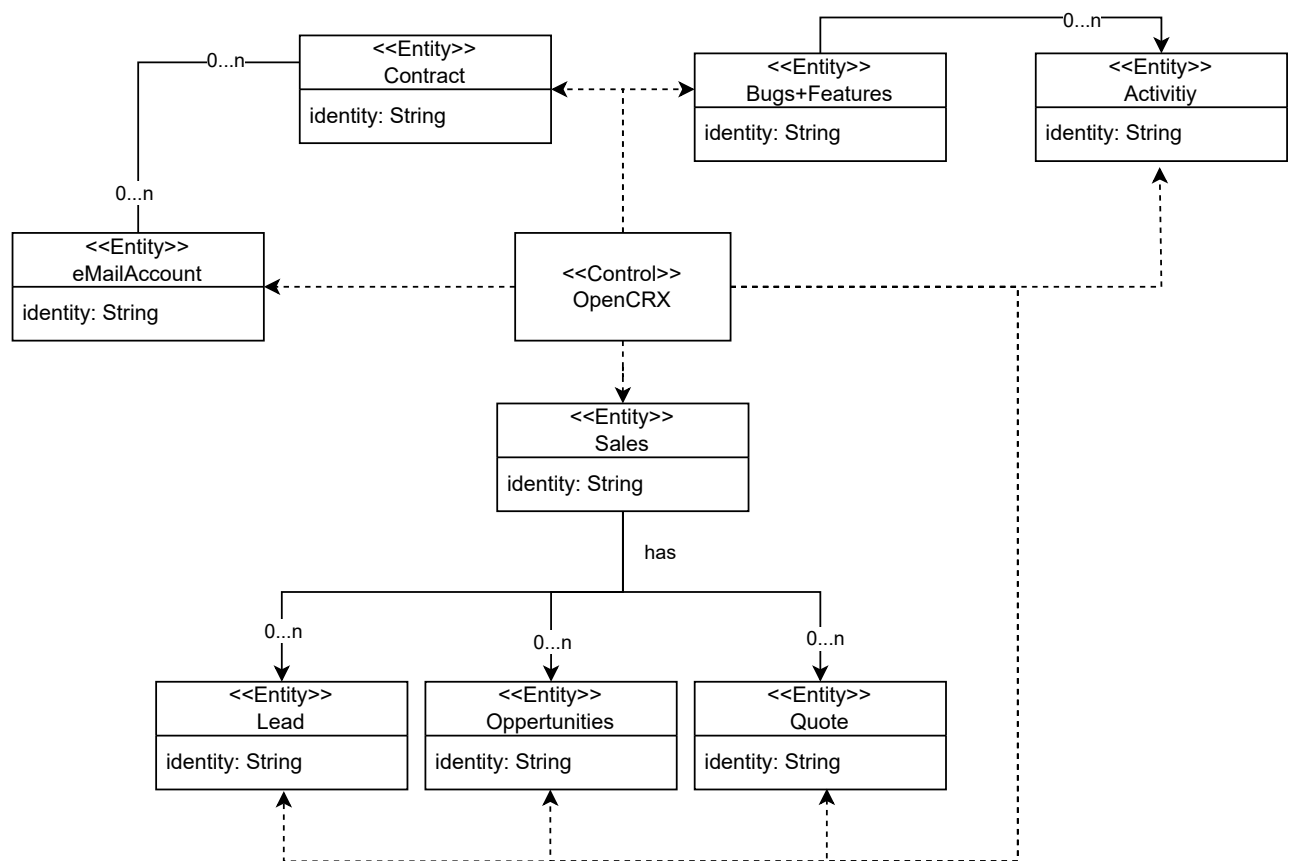 0...n
<<Entity>>
Contract
identity: String
0...n
<<Entity>>
Bugs+Features
identity: String
0...n
<<Entity>>
Activitiy
identity: String
<<Entity>>
eMailAccount
identity: String
<<Control>>
OpenCRX
<<Entity>>
Sales
identity: String
has
0...n
0...n
0...n
<<Entity>>
Lead
identity: String
<<Entity>>
Oppertunities
identity: String
<<Entity>>
Quote
identity: String